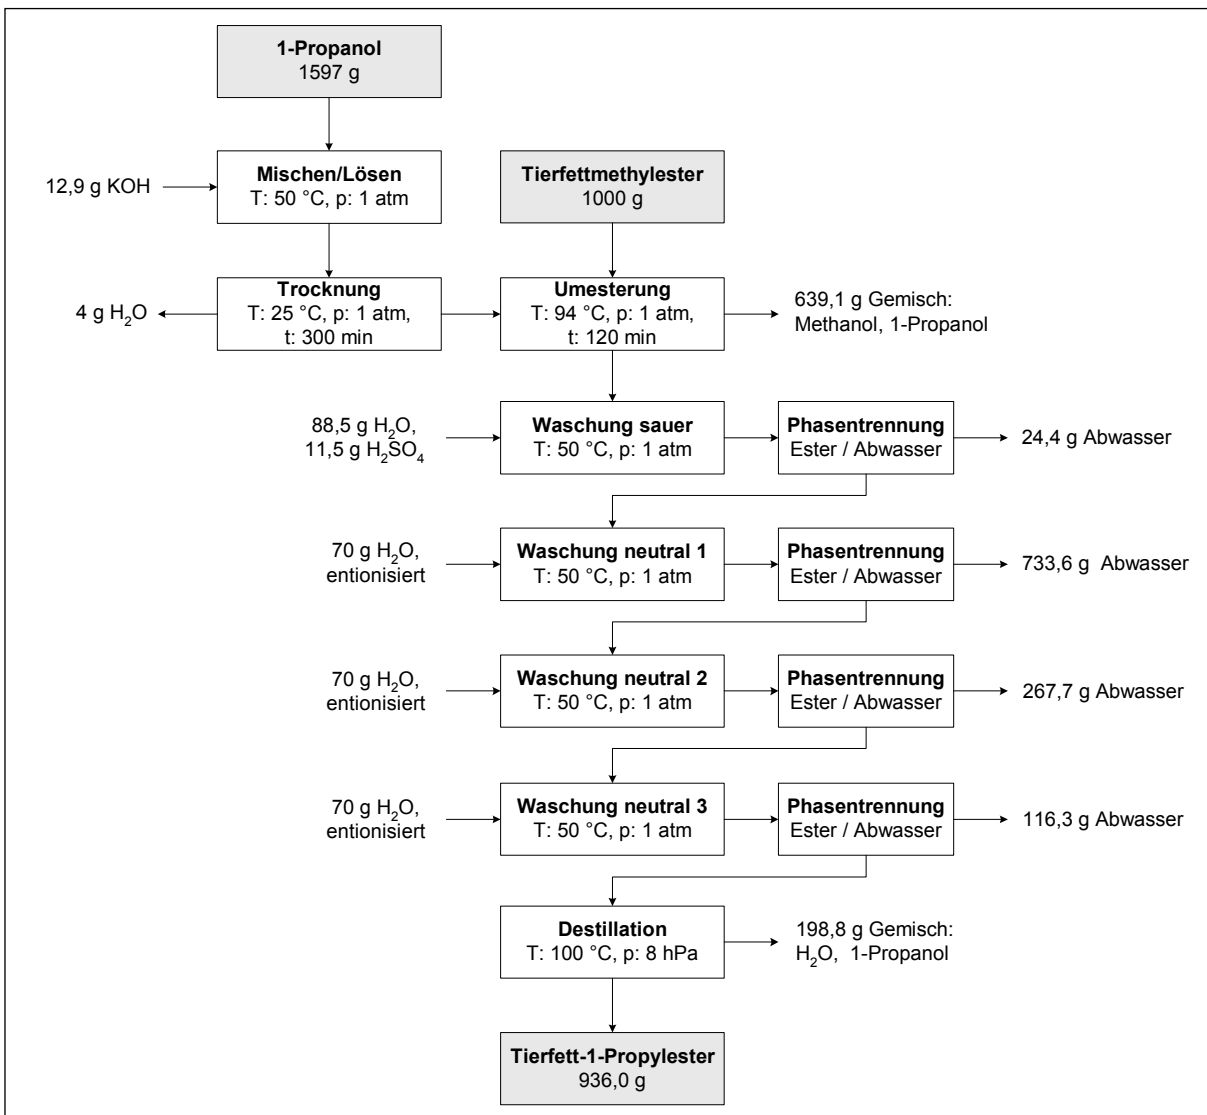 1-Propanol
1597 g
12,9 g KOH
Mischen/Lösen
T: 50 °C, p: 1 atm
Tierfettmethylester
1000 g
4 g H₂O
Trocknung
T: 25 °C, p: 1 atm,
t: 300 min
Umesterung
T: 94 °C, p: 1 atm,
t: 120 min
639,1 g Gemisch:
Methanol, 1-Propanol
88,5 g H₂O,
11,5 g H₂SO₄
Waschung sauer
T: 50 °C, p: 1 atm
Phasentrennung
Ester / Abwasser
24,4 g Abwasser
70 g H₂O,
entionisiert
Waschung neutral 1
T: 50 °C, p: 1 atm
Phasentrennung
Ester / Abwasser
733,6 g  Abwasser
70 g H₂O,
entionisiert
Waschung neutral 2
T: 50 °C, p: 1 atm
Phasentrennung
Ester / Abwasser
267,7 g Abwasser
70 g H₂O,
entionisiert
Waschung neutral 3
T: 50 °C, p: 1 atm
Phasentrennung
Ester / Abwasser
116,3 g Abwasser
Destillation
T: 100 °C, p: 8 hPa
198,8 g Gemisch:
H₂O,  1-Propanol
Tierfett-1-Propylester
936,0 g